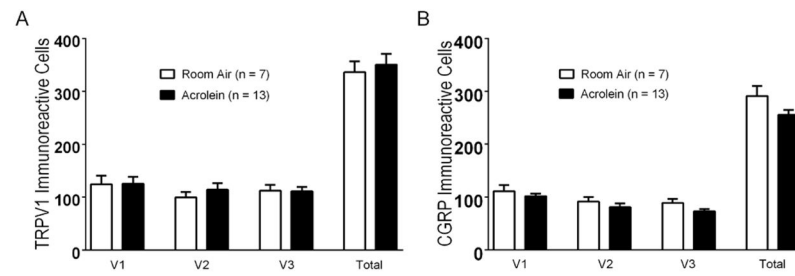 A
TRPV1 Immunoreactive Cells
400
300
200
100
0
Room Air (n = 7)
Acrolein (n = 13)
V1 V2 V3 Total
B
CGRP Immunoreactive Cells
400
300
200
100
0
Room Air (n = 7)
Acrolein (n = 13)
V1 V2 V3 Total